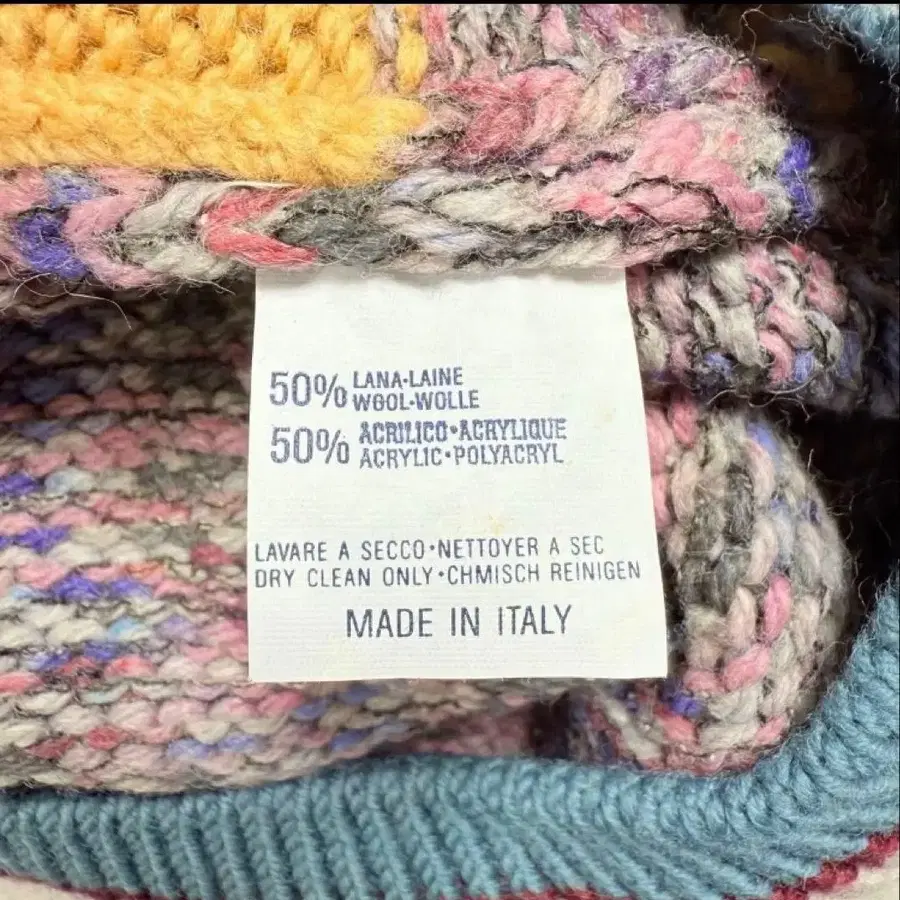 50% LANA•LAINE
WOOL•WOLLE
50% ACRILICO•ACRYLIQUE
ACRYLIC•POLYACRYL
LAVARE A SECCO•NETTOYER A SEC
DRY CLEAN ONLY•CHMISCH REINIGEN
MADE IN ITALY